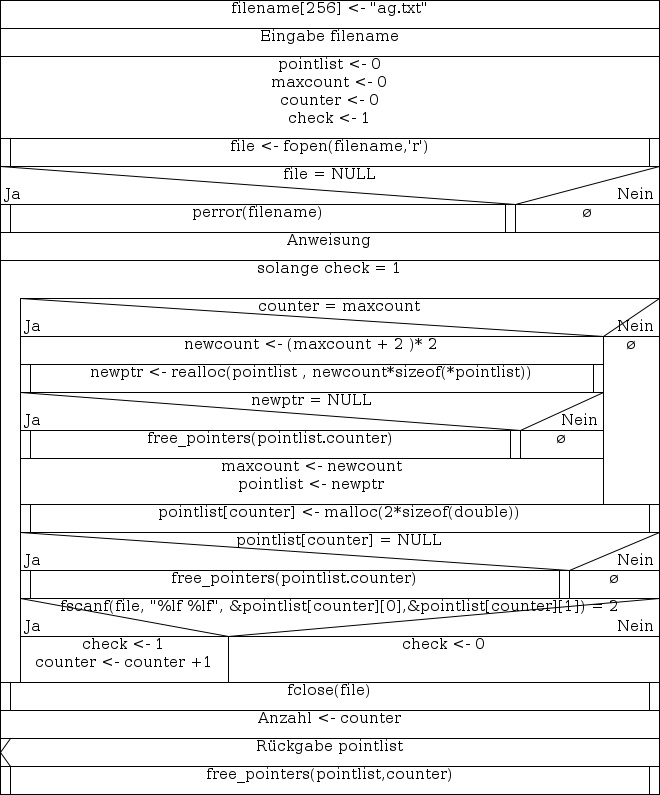 filename[256] <- "ag.txt"
Eingabe filename
pointlist <- 0
maxcount <- 0
counter <- 0
check <- 1
file <- fopen(filename,'r')
file = NULL
Ja Nein
perror(filename) ø
Anweisung
solange check = 1
counter = maxcount
Ja Nein
newcount <- (maxcount + 2 )* 2 ø
newptr <- realloc(pointlist , newcount*sizeof(*pointlist))
newptr = NULL
Ja Nein
free_pointers(pointlist.counter) ø
maxcount <- newcount
pointlist <- newptr
pointlist[counter] <- malloc(2*sizeof(double))
pointlist[counter] = NULL
Ja Nein
free_pointers(pointlist.counter) ø
fscanf(file, "%lf %lf", &pointlist[counter][0],&pointlist[counter][1]) = 2
Ja Nein
check <- 1 check <- 0
counter <- counter +1
fclose(file)
Anzahl <- counter
Rückgabe pointlist
free_pointers(pointlist,counter)